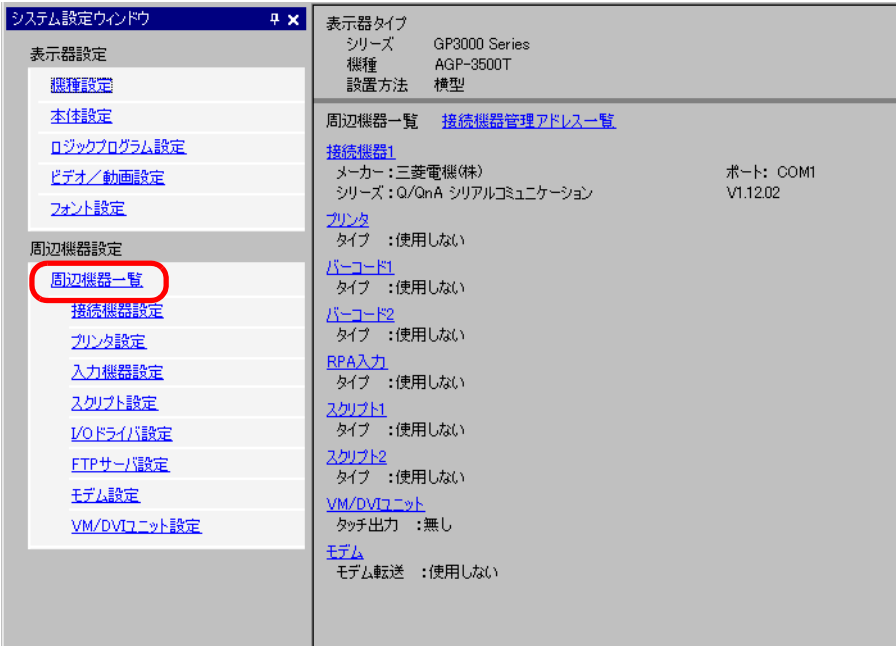 システム設定ウィンドウ
表示器設定
機種設定
本体設定
ロジックプログラム設定
ビデオ/動画設定
フォント設定
周辺機器設定
周辺機器一覧
接続機器設定
プリンタ設定
入力機器設定
スクリプト設定
I/Oドライバ設定
FTPサーバ設定
モデム設定
VM/DVIユニット設定
表示器タイプ
シリーズ GP3000 Series
機種 AGP-3500T
設置方法 横型
周辺機器一覧 接続機器管理アドレス一覧
接続機器1
メーカー:三菱電機(株) ポート: COM1
シリーズ:Q/QnA シリアルコミュニケーション V1.12.02
プリンタ
タイプ :使用しない
バーコード1
タイプ :使用しない
バーコード2
タイプ :使用しない
RPA入力
タイプ :使用しない
スクリプト1
タイプ :使用しない
スクリプト2
タイプ :使用しない
VM/DVIユニット
タッチ出力 :無し
モデム
モデム転送 :使用しない